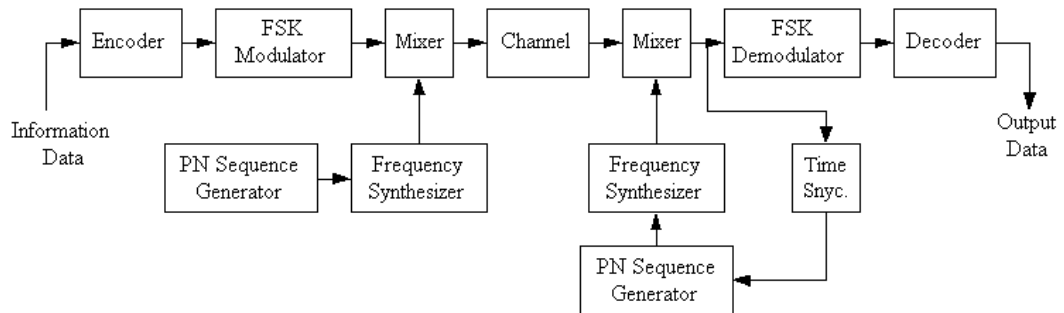 Encoder
FSK
Modulator
Mixer
Channel
Mixer
FSK
Demodulator
Decoder
Information
Data
Output
Data
PN Sequence
Generator
Frequency
Synthesizer
Frequency
Synthesizer
Time
Snyc.
PN Sequence
Generator